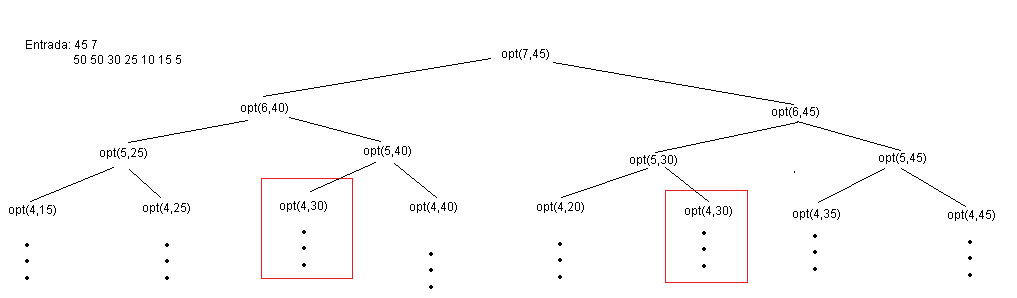 Entrada: 45 7
50 50 30 25 10 15 5
opt(7,45)
opt(6,40)
opt(6,45)
opt(5,25)
opt(5,40)
opt(5,30)
opt(5,45)
opt(4,15)
opt(4,25)
opt(4,30)
opt(4,40)
opt(4,20)
opt(4,30)
opt(4,35)
opt(4,45)